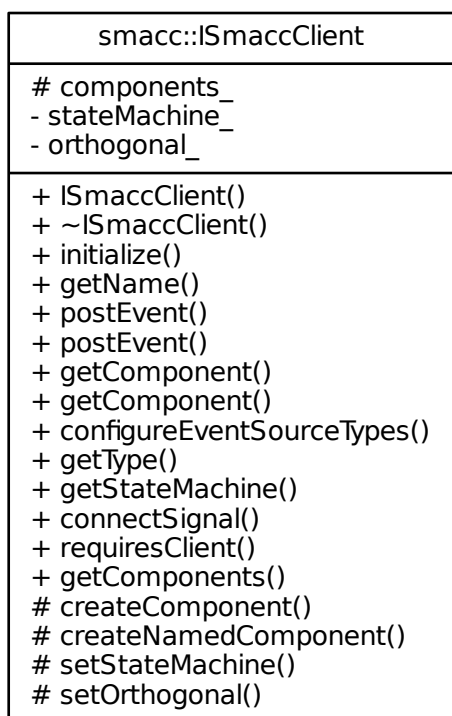 smacc::ISmaccClient
# components_
- stateMachine_
- orthogonal_
+ ISmaccClient()
+ ~ISmaccClient()
+ initialize()
+ getName()
+ postEvent()
+ postEvent()
+ getComponent()
+ getComponent()
+ configureEventSourceTypes()
+ getType()
+ getStateMachine()
+ connectSignal()
+ requiresClient()
+ getComponents()
# createComponent()
# createNamedComponent()
# setStateMachine()
# setOrthogonal()